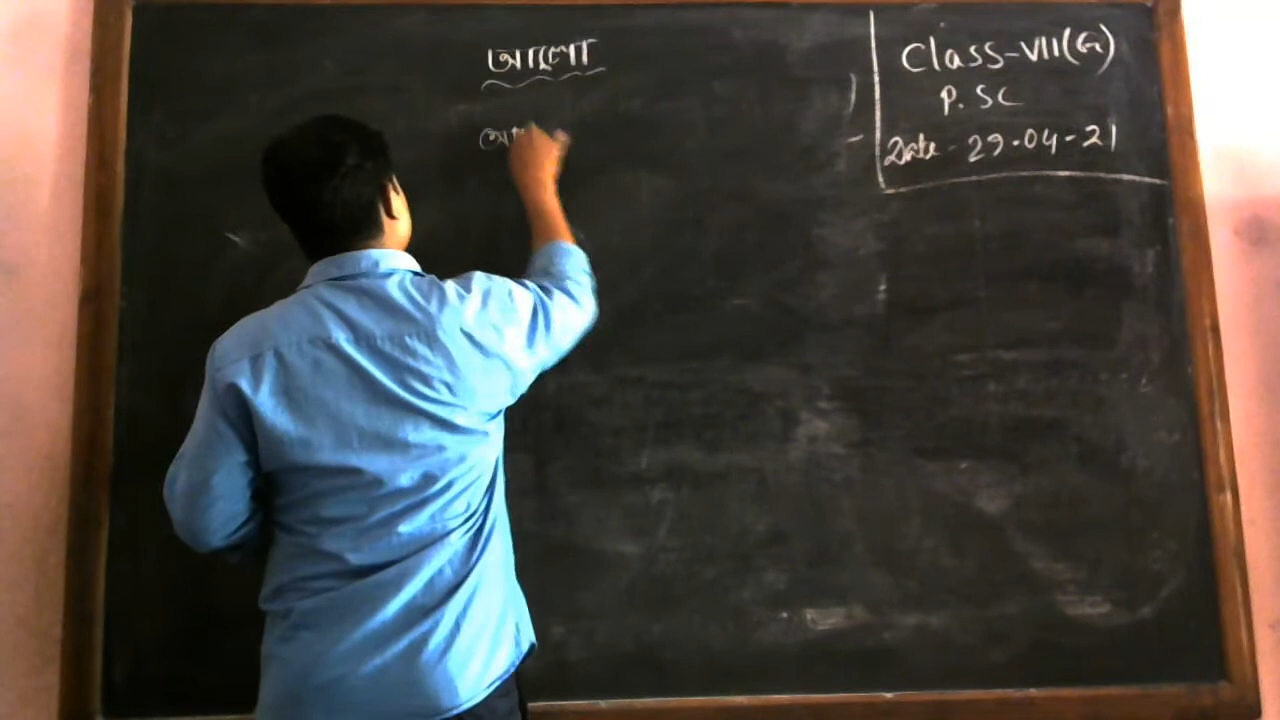 আলো
Class-VII(G)
P. SC
Date - 29-04-21